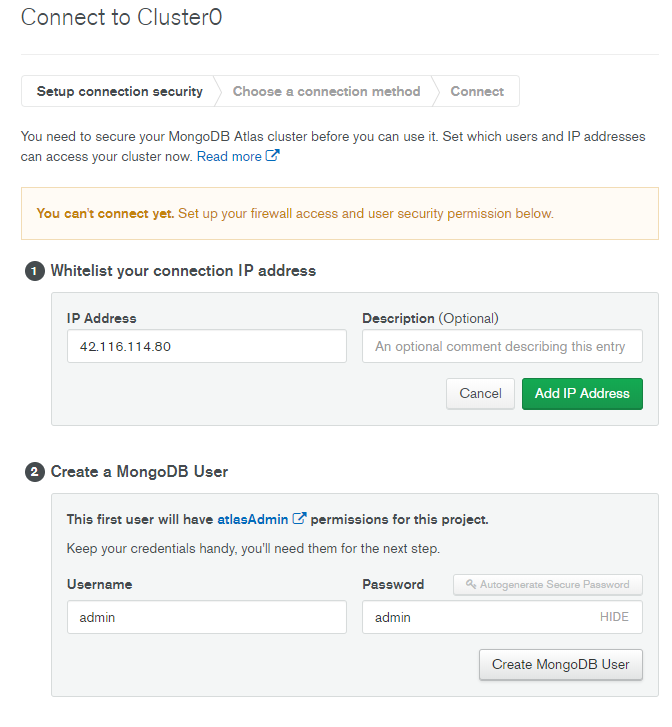 Connect to Cluster0
Setup connection security Choose a connection method Connect
You need to secure your MongoDB Atlas cluster before you can use it. Set which users and IP addresses
can access your cluster now. Read more
You can't connect yet. Set up your firewall access and user security permission below.
1 Whitelist your connection IP address
IP Address Description (Optional)
42.116.114.80 An optional comment describing this entry
Cancel Add IP Address
2 Create a MongoDB User
This first user will have atlasAdmin permissions for this project.
Keep your credentials handy, you'll need them for the next step.
Username Password Autogenerate Secure Password
admin admin HIDE
Create MongoDB User